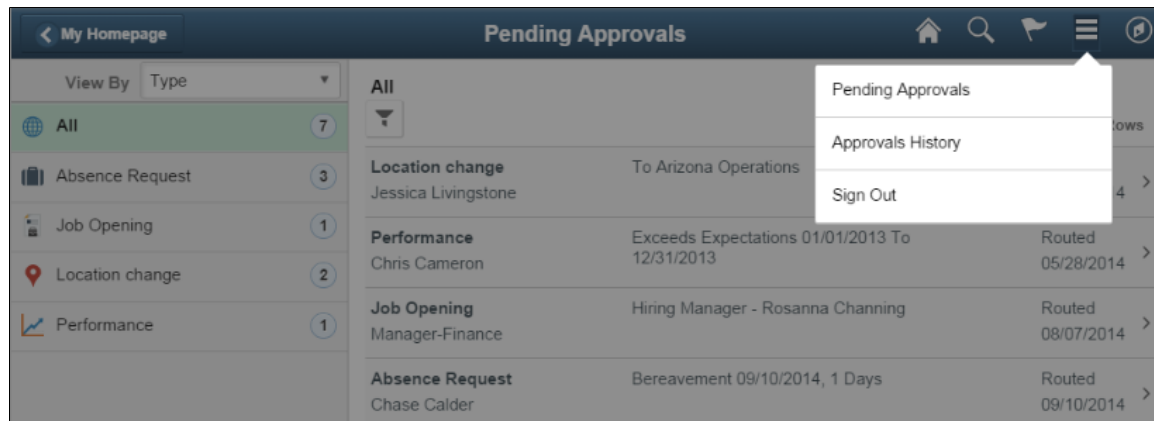 My Homepage
Pending Approvals
View By Type
All 7
Absence Request 3
Job Opening 1
Location change 2
Performance 1
All
Pending Approvals
Approvals History
Sign Out
Location change To Arizona Operations
Jessica Livingstone 4
Performance Exceeds Expectations 01/01/2013 To Routed
Chris Cameron 12/31/2013 05/28/2014
Job Opening Hiring Manager - Rosanna Channing Routed
Manager-Finance 08/07/2014
Absence Request Bereavement 09/10/2014, 1 Days Routed
Chase Calder 09/10/2014